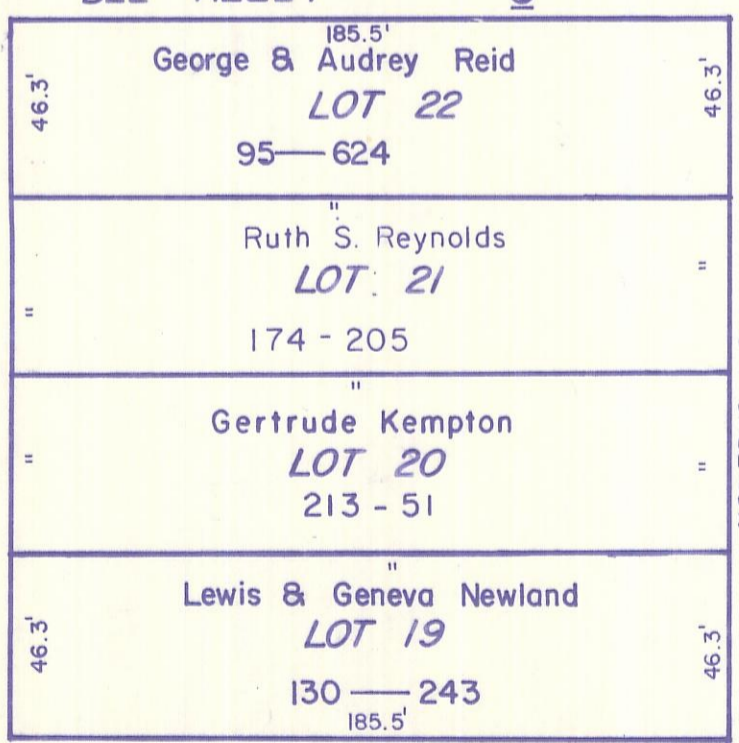 185.5'
George & Audrey Reid
46.3' LOT 22 46.3'
95—624
"
Ruth S. Reynolds
LOT: 21 "
"
174 - 205
"
Gertrude Kempton
" LOT 20 "
213 - 51
"
Lewis & Geneva Newland
46.3' LOT 19 46.3'
130 — 243
185.5'